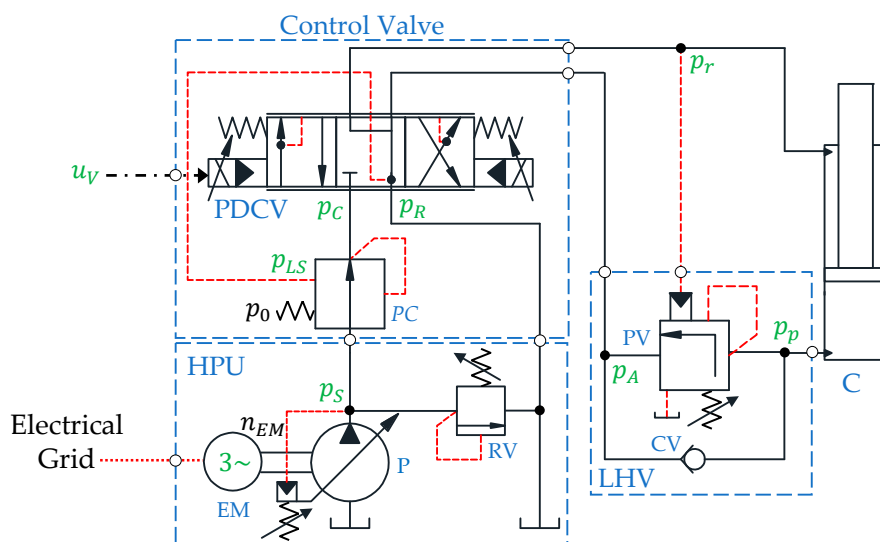 Control Valve
p_r
u_V
PDCV
p_C
p_R
p_LS
p_0
PC
PV
p_p
p_A
C
HPU
p_S
Electrical
Grid
n_EM
3~
P
RV
CV
EM
LHV